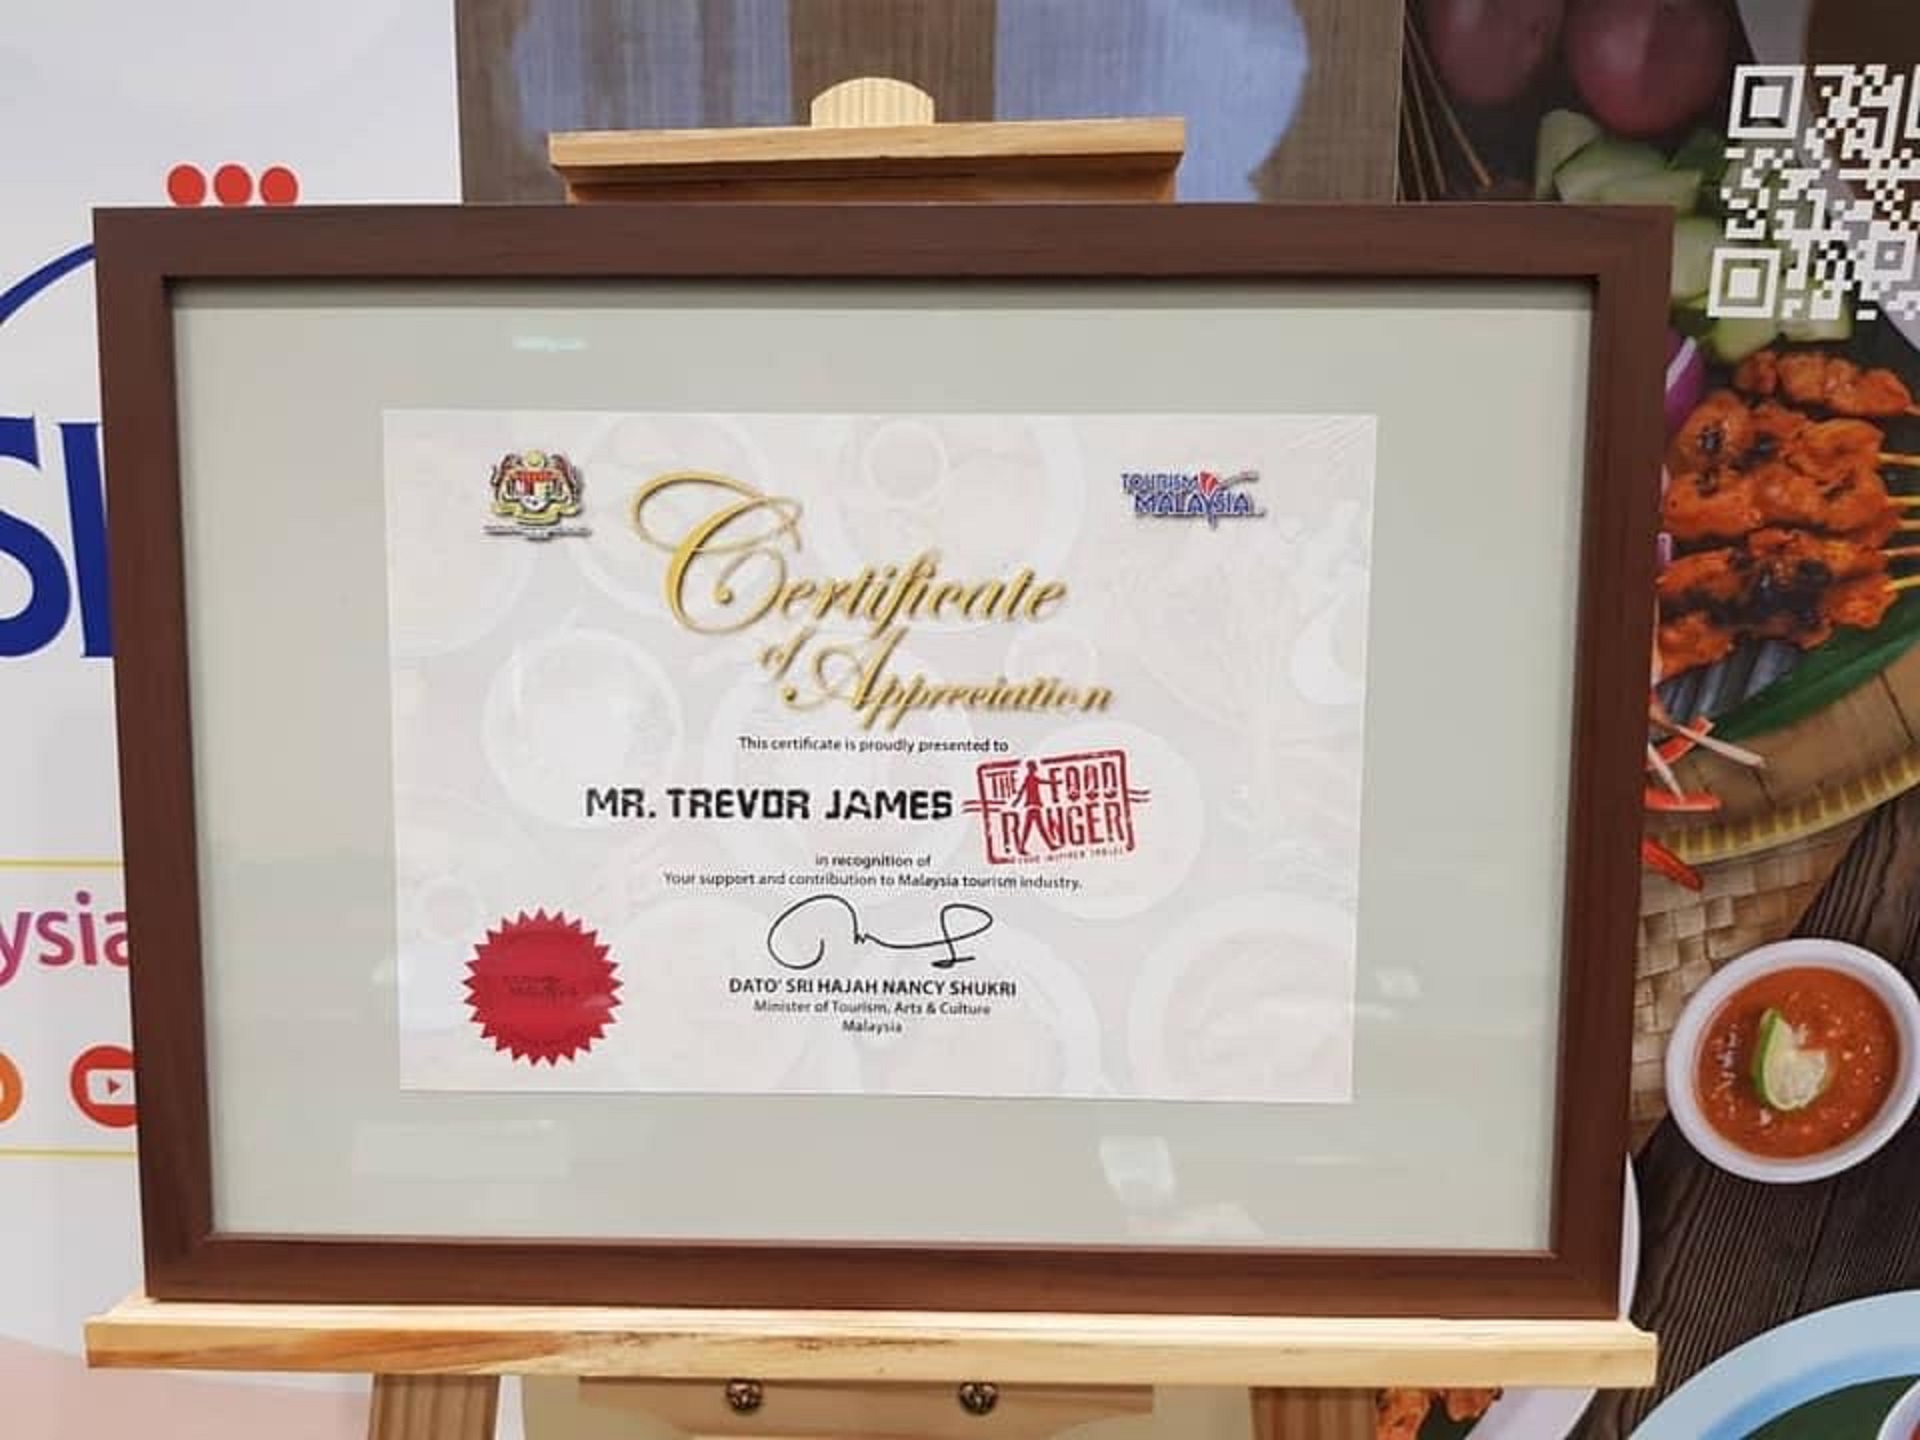 SI
ysia
TOURISM
MALAYSIA
Certificate
of Appreciation
This certificate is proudly presented to
MR. TREVOR JAMES
THE FOOD
RANGER
in recognition of
Your support and contribution to Malaysia tourism industry.
DATO' SRI HAJAH NANCY SHUKRI
Minister of Tourism, Arts & Culture
Malaysia